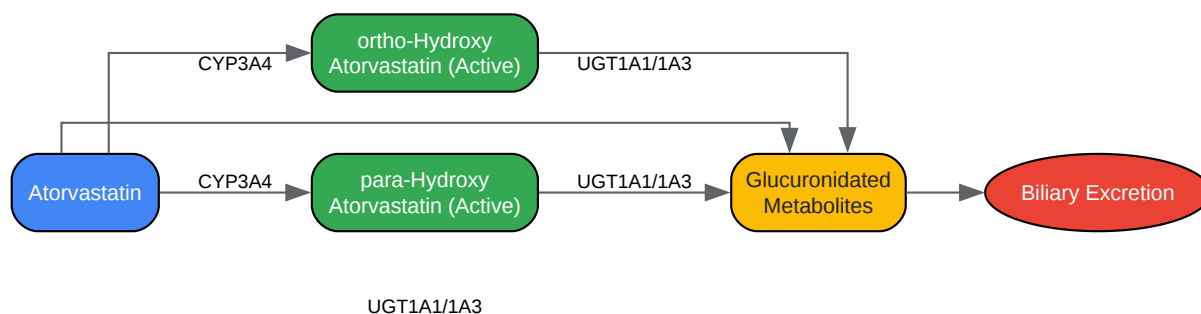 ortho-Hydroxy
Atorvastatin (Active)
CYP3A4
UGT1A1/1A3
Atorvastatin
CYP3A4
para-Hydroxy
Atorvastatin (Active)
UGT1A1/1A3
Glucuronidated
Metabolites
Biliary Excretion
UGT1A1/1A3